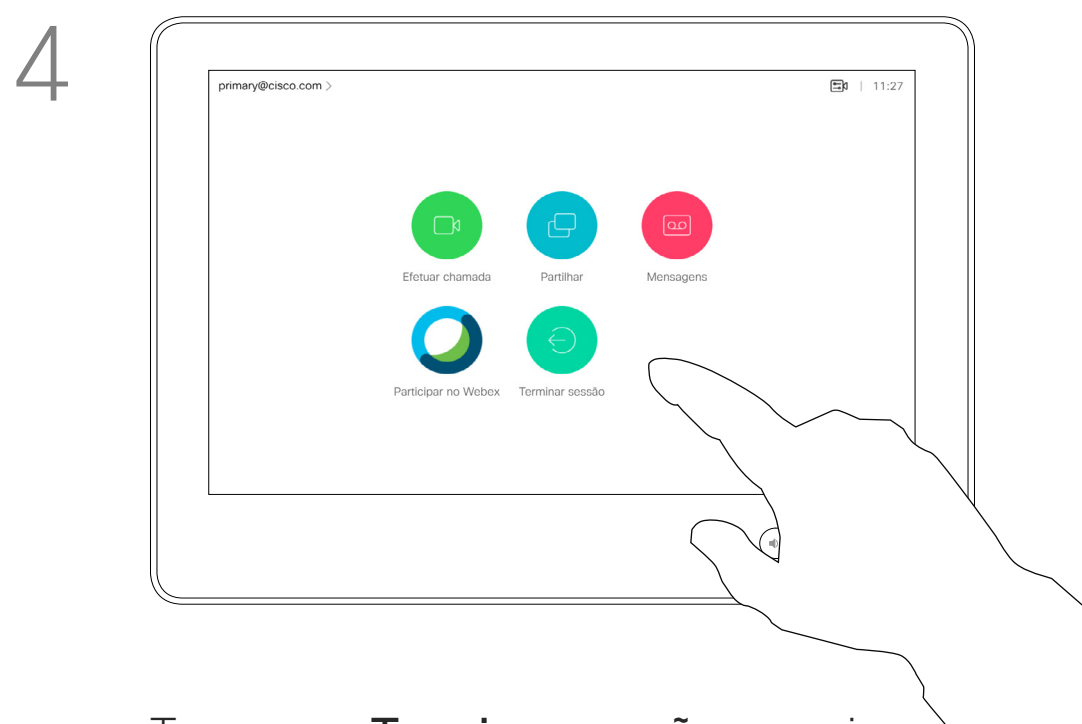 4
primary@cisco.com >
11:27
Efetuar chamada
Partilhar
Mensagens
Participar no Webex
Terminar sessão